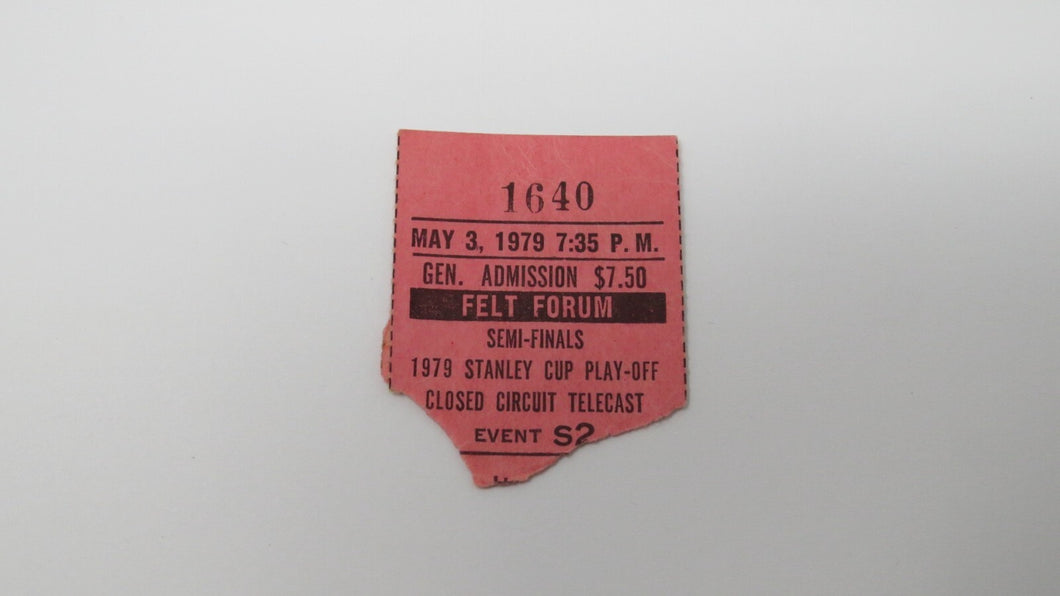 1640
MAY 3, 1979 7:35 P. M.
GEN. ADMISSION $7.50
FELT FORUM
SEMI-FINALS
1979 STANLEY CUP PLAY-OFF
CLOSED CIRCUIT TELECAST
EVENT S2